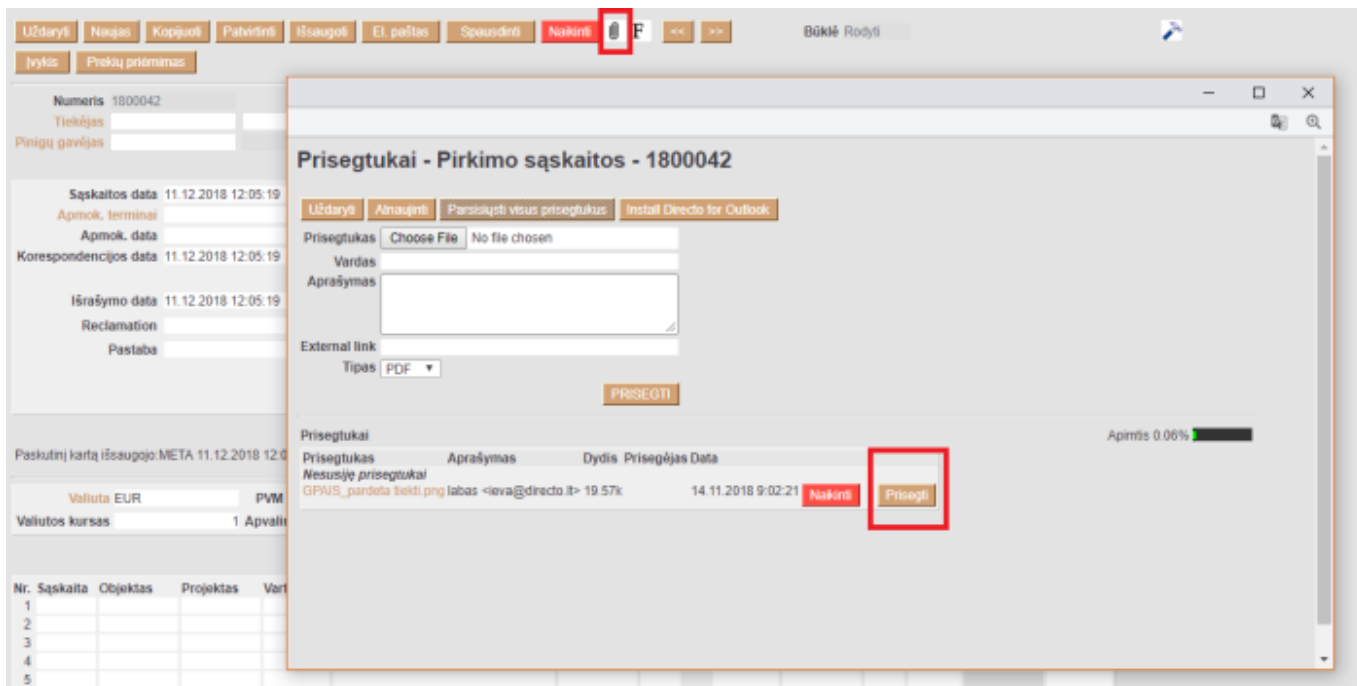 Uždaryti Naujas Kopijuoti Patvirtinti Išsaugoti El. paštas Spausdinti Naikinti F << >> Būklė Rodyti
Įvykis Prekių priėmimas
Numeris 1800042
Tiekėjas
Pinigų gavėjas
Sąskaitos data 11.12.2018 12:05:19
Apmok. terminai
Apmok. data
Korespondencijos data 11.12.2018 12:05:19
Išrašymo data 11.12.2018 12:05:19
Reclamation
Pastaba
Paskutinį kartą išsaugojo:META 11.12.2018 12:0
Valiuta EUR PVM
Valiutos kursas 1 Apvalin
Nr. Sąskaita Objektas Projektas Vart
1
2
3
4
5
Prisegtukai - Pirkimo sąskaitos - 1800042
Uždaryti Atnaujinti Parsisiųsti visus prisegtukus Install Directo for Outlook
Prisegtukas Choose File No file chosen
Vardas
Aprašymas
External link
Tipas PDF
PRISEGTI
Prisegtukai Apimtis 0.06%
Prisegtukas Aprašymas Dydis Prisegėjas Data
Nesusiję prisegtukai
GPAIS_pardeta tiekti.png labas <ieva@directo.lt> 19.57k 14.11.2018 9:02:21 Naikinti Prisegti